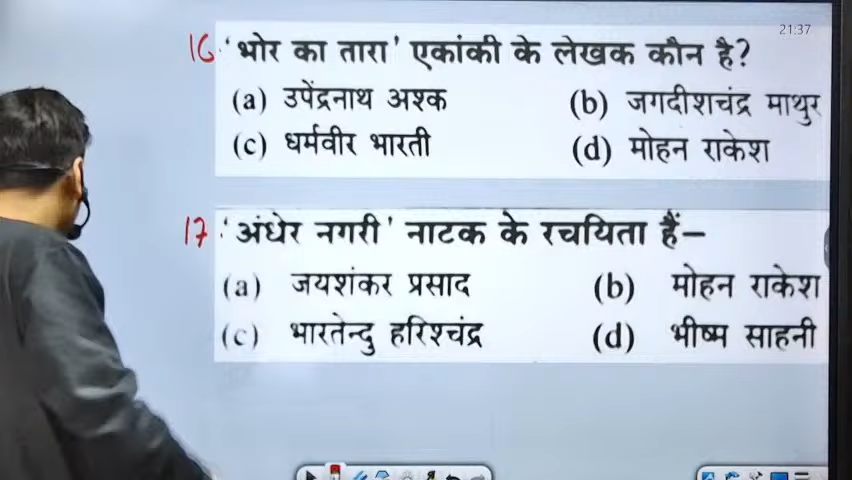 21:37
16. 'भोर का तारा' एकांकी के लेखक कौन है?
(a) उपेंद्रनाथ अश्क (b) जगदीशचंद्र माथुर
(c) धर्मवीर भारती (d) मोहन राकेश
17. 'अंधेर नगरी' नाटक के रचयिता हैं–
(a) जयशंकर प्रसाद (b) मोहन राकेश
(c) भारतेन्दु हरिश्चंद्र (d) भीष्म साहनी